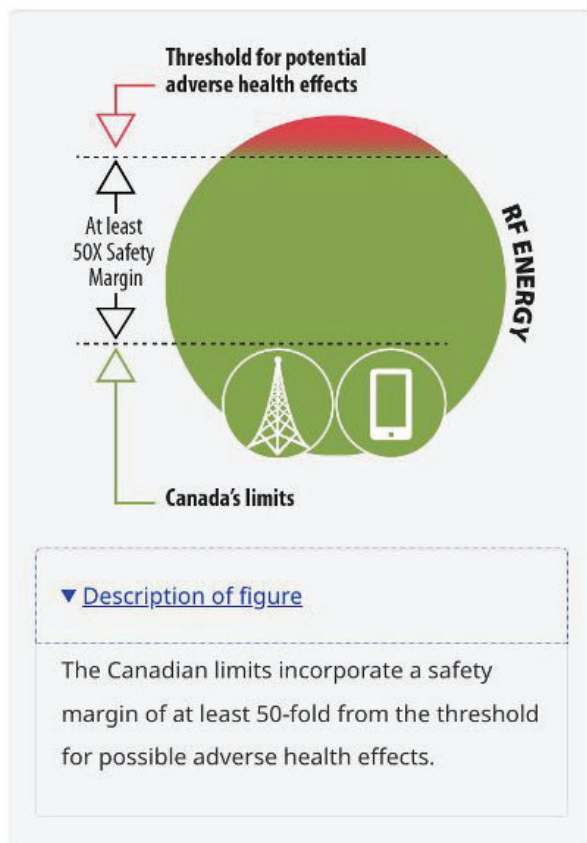 Threshold for potential
adverse health effects
At least
50X Safety
Margin
RF ENERGY
Canada's limits
▼ Description of figure
The Canadian limits incorporate a safety
margin of at least 50-fold from the threshold
for possible adverse health effects.